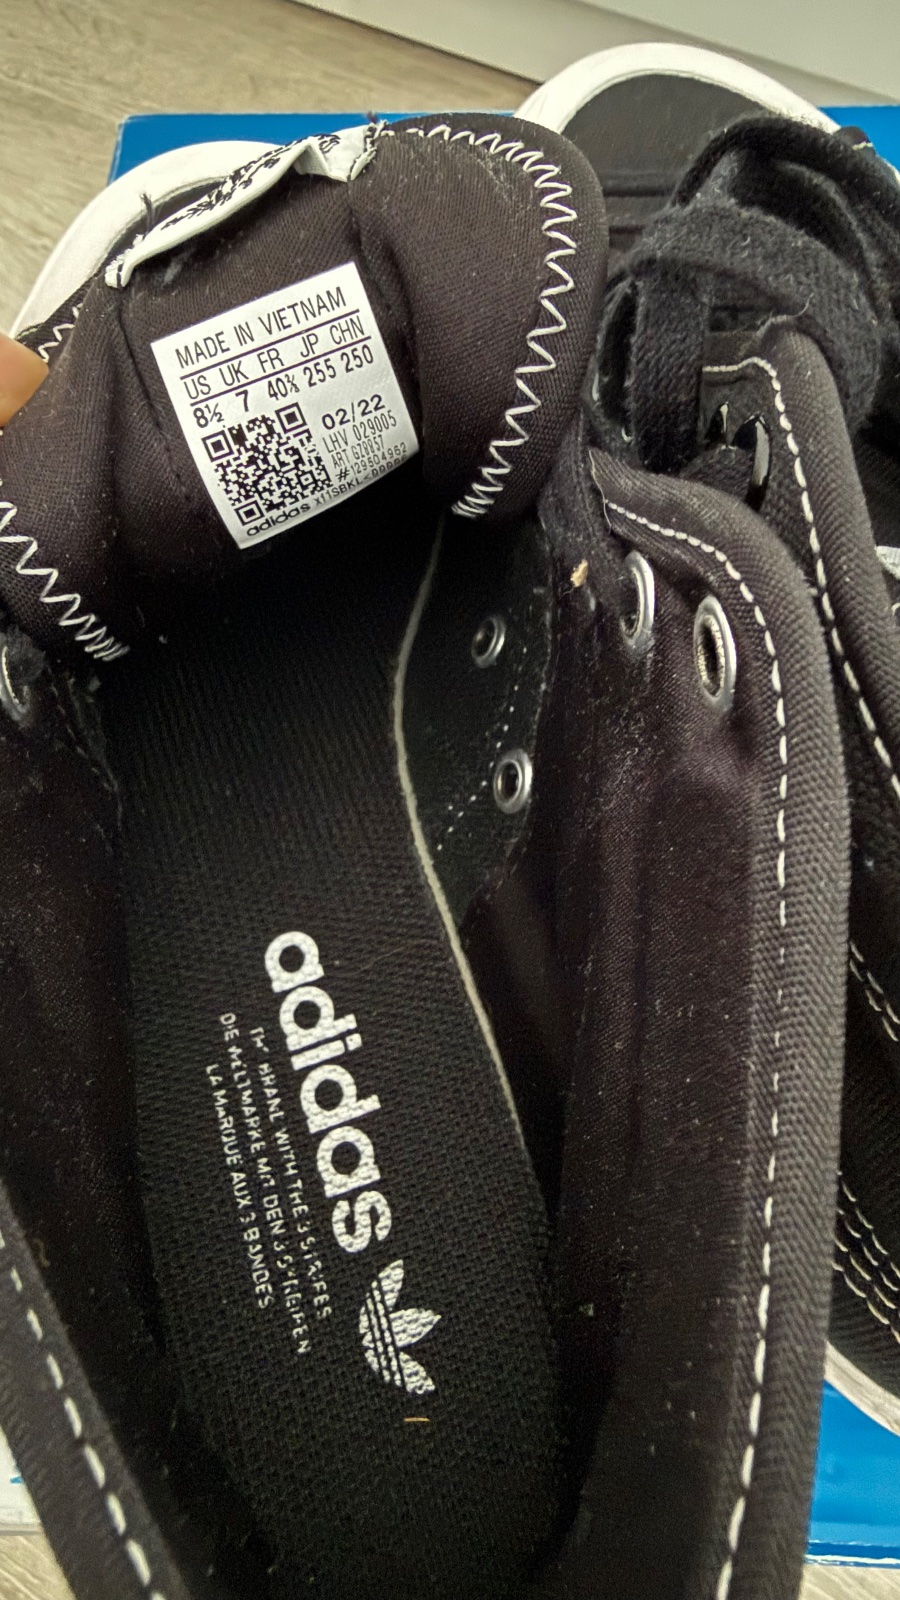 MADE IN VIETNAM
US UK FR JP CHN
8½ 7 40⅔ 255 250
02/22
LHV 029005
ART GZ8857
adidas
adidas
THE BRAND WITH THE 3 STRIPES
DIE WELTMARKE MIT DEN 3 STREIFEN
LA MARQUE AUX 3 BANDES